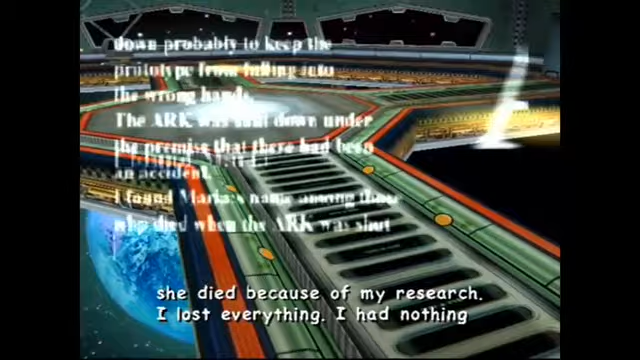 down probably to keep the
prototype from falling into
the wrong hands.
The ARK was shut down under
the premise that there had been
an accident.
I found Maria's name among those
who died when the ARK was shut
she died because of my research.
I lost everything. I had nothing